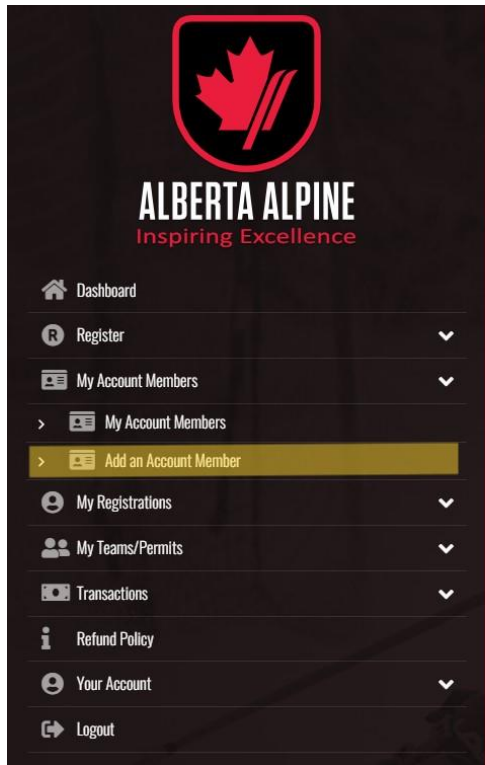 ALBERTA ALPINE
Inspiring Excellence
Dashboard
R Register
My Account Members
My Account Members
Add an Account Member
My Registrations
My Teams/Permits
Transactions
Refund Policy
Your Account
Logout